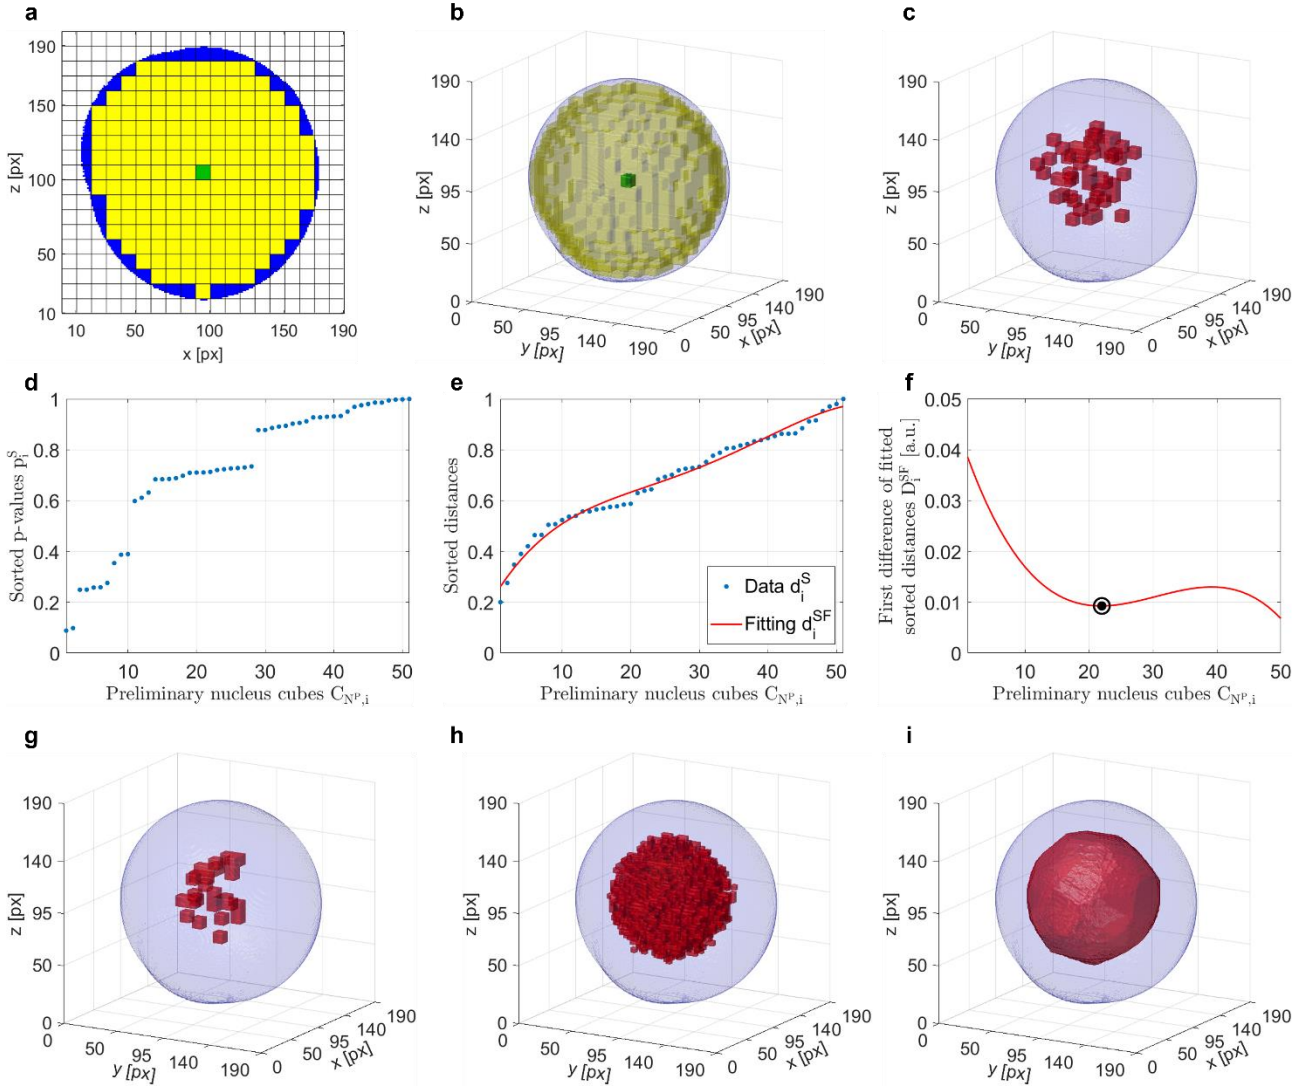 a
190
150
100
50
10
z [px]
10 50 100 150 190
x [px]
b
190
140
95
50
0
z [px]
0 50 95 140 190
y [px]
0 50 95 140 190
x [px]
c
190
140
95
50
0
z [px]
0 50 95 140 190
y [px]
0 50 95 140 190
x [px]
d
1
0.8
0.6
0.4
0.2
0
Sorted p-values p_i^S
10 20 30 40 50
Preliminary nucleus cubes C_{N^P,i}
e
1
0.8
0.6
0.4
0.2
0
Sorted distances
Data d_i^S
Fitting d_i^{SF}
10 20 30 40 50
Preliminary nucleus cubes C_{N^P,i}
f
0.05
0.04
0.03
0.02
0.01
0
First difference of fitted
sorted distances D_i^{SF} [a.u.]
10 20 30 40 50
Preliminary nucleus cubes C_{N^P,i}
g
190
140
95
50
0
z [px]
0 50 95 140 190
y [px]
0 50 95 140 190
x [px]
h
190
140
95
50
0
z [px]
0 50 95 140 190
y [px]
0 50 95 140 190
x [px]
i
190
140
95
50
0
z [px]
0 50 95 140 190
y [px]
0 50 95 140 190
x [px]